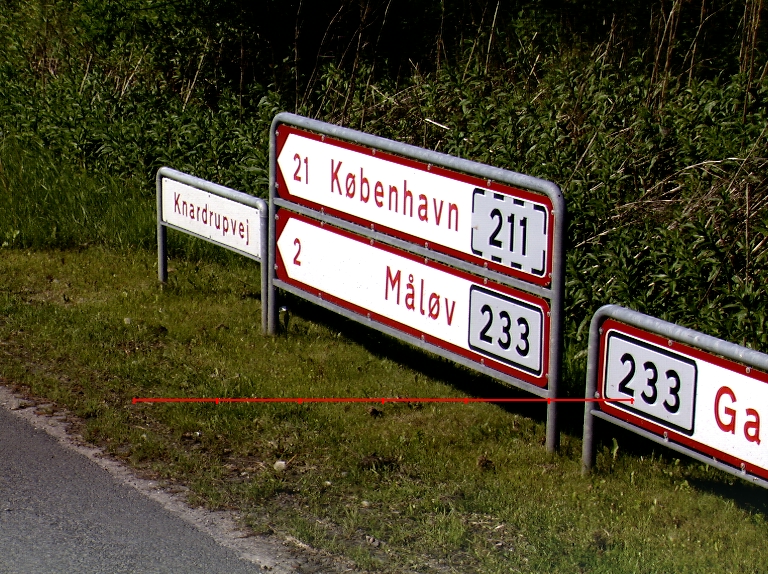 Knardrupvej
21 København 211
2 Måløv 233
233 Ga